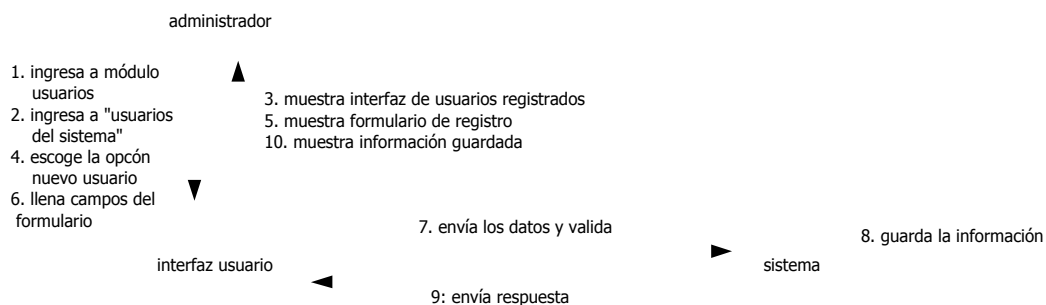 administrador
1. ingresa a módulo
usuarios
2. ingresa a "usuarios
del sistema"
4. escoge la opcón
nuevo usuario
6. llena campos del
formulario
3. muestra interfaz de usuarios registrados
5. muestra formulario de registro
10. muestra información guardada
7. envía los datos y valida
8. guarda la información
interfaz usuario
sistema
9: envía respuesta